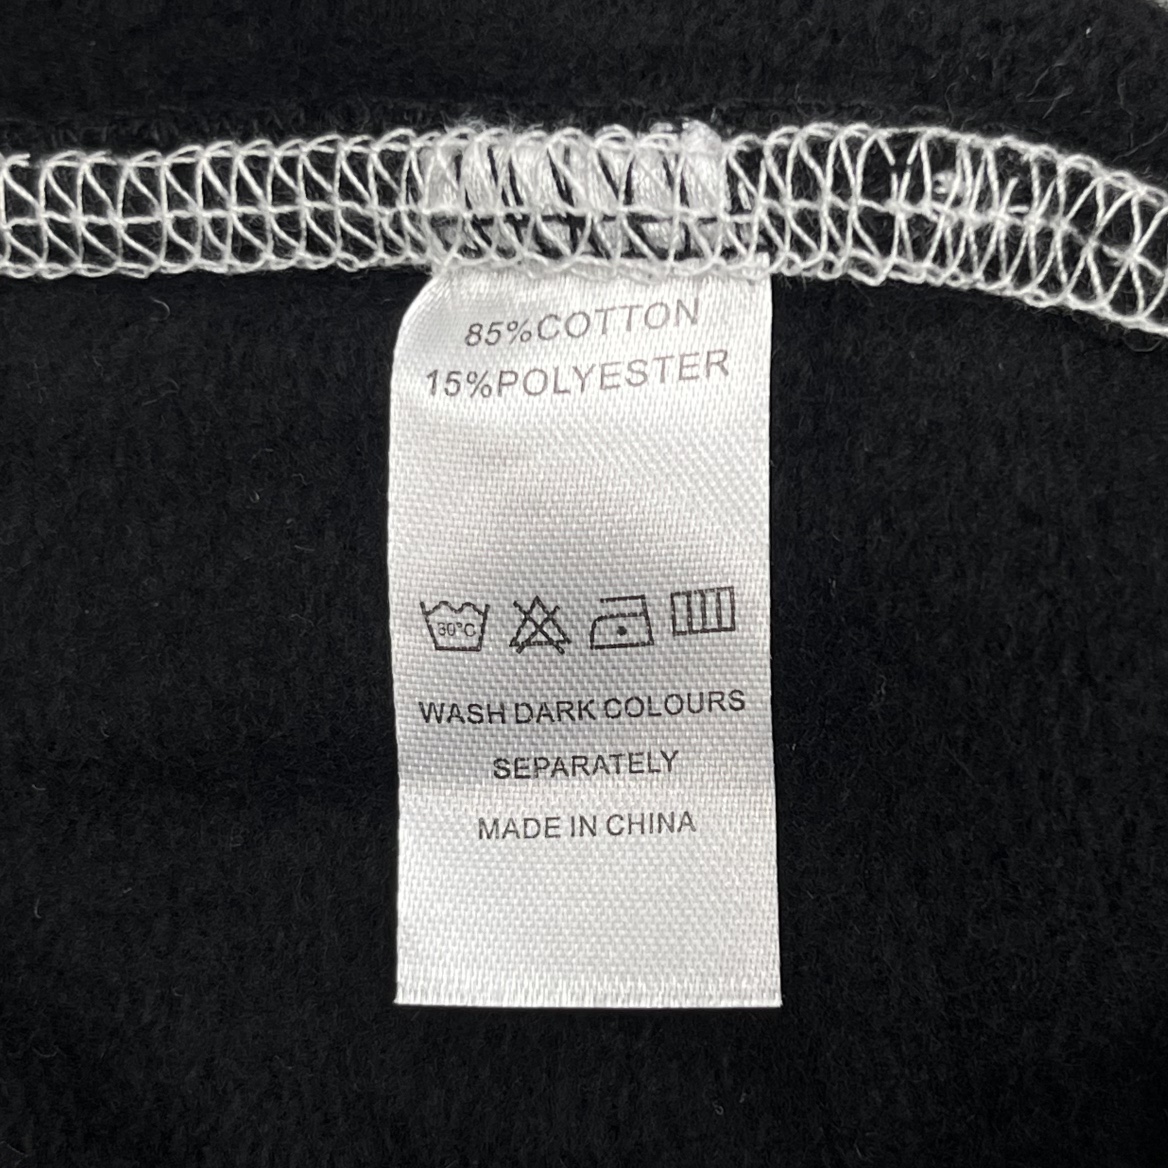 85%COTTON
15%POLYESTER
30°C
WASH DARK COLOURS
SEPARATELY
MADE IN CHINA